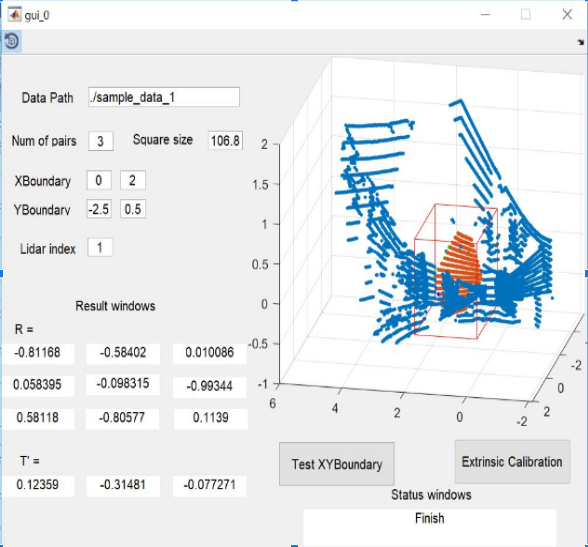 gui_0
Data Path ./sample_data_1
Num of pairs 3 Square size 106.8
XBoundary 0 2
YBoundary -2.5 0.5
Lidar index 1
Result windows
R =
-0.81168 -0.58402 0.010086
0.058395 -0.098315 -0.99344
0.58118 -0.80577 0.1139
T' =
0.12359 -0.31481 -0.077271
2
1.5
1
0.5
0
-0.5
-1
6 4 2 0 -2
2
0
-2
Test XYBoundary Extrinsic Calibration
Status windows
Finish